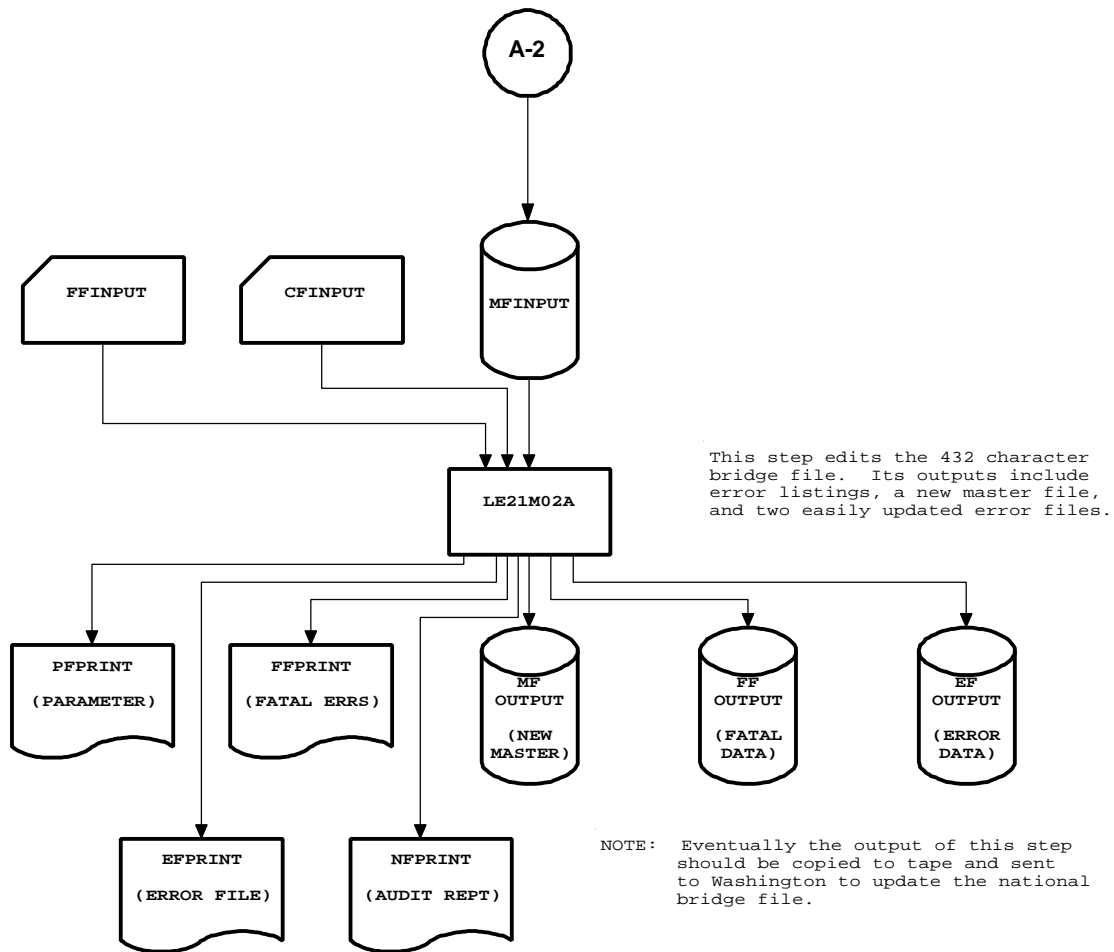 A-2
FFINPUT
CFINPUT
MFINPUT
LE21M02A
This step edits the 432 character
bridge file.  Its outputs include
error listings, a new master file,
and two easily updated error files.
PFPRINT
(PARAMETER)
FFPRINT
(FATAL ERRS)
MF
OUTPUT
(NEW
MASTER)
FF
OUTPUT
(FATAL
DATA)
EF
OUTPUT
(ERROR
DATA)
EFPRINT
(ERROR FILE)
NFPRINT
(AUDIT REPT)
NOTE:  Eventually the output of this step
should be copied to tape and sent
to Washington to update the national
bridge file.